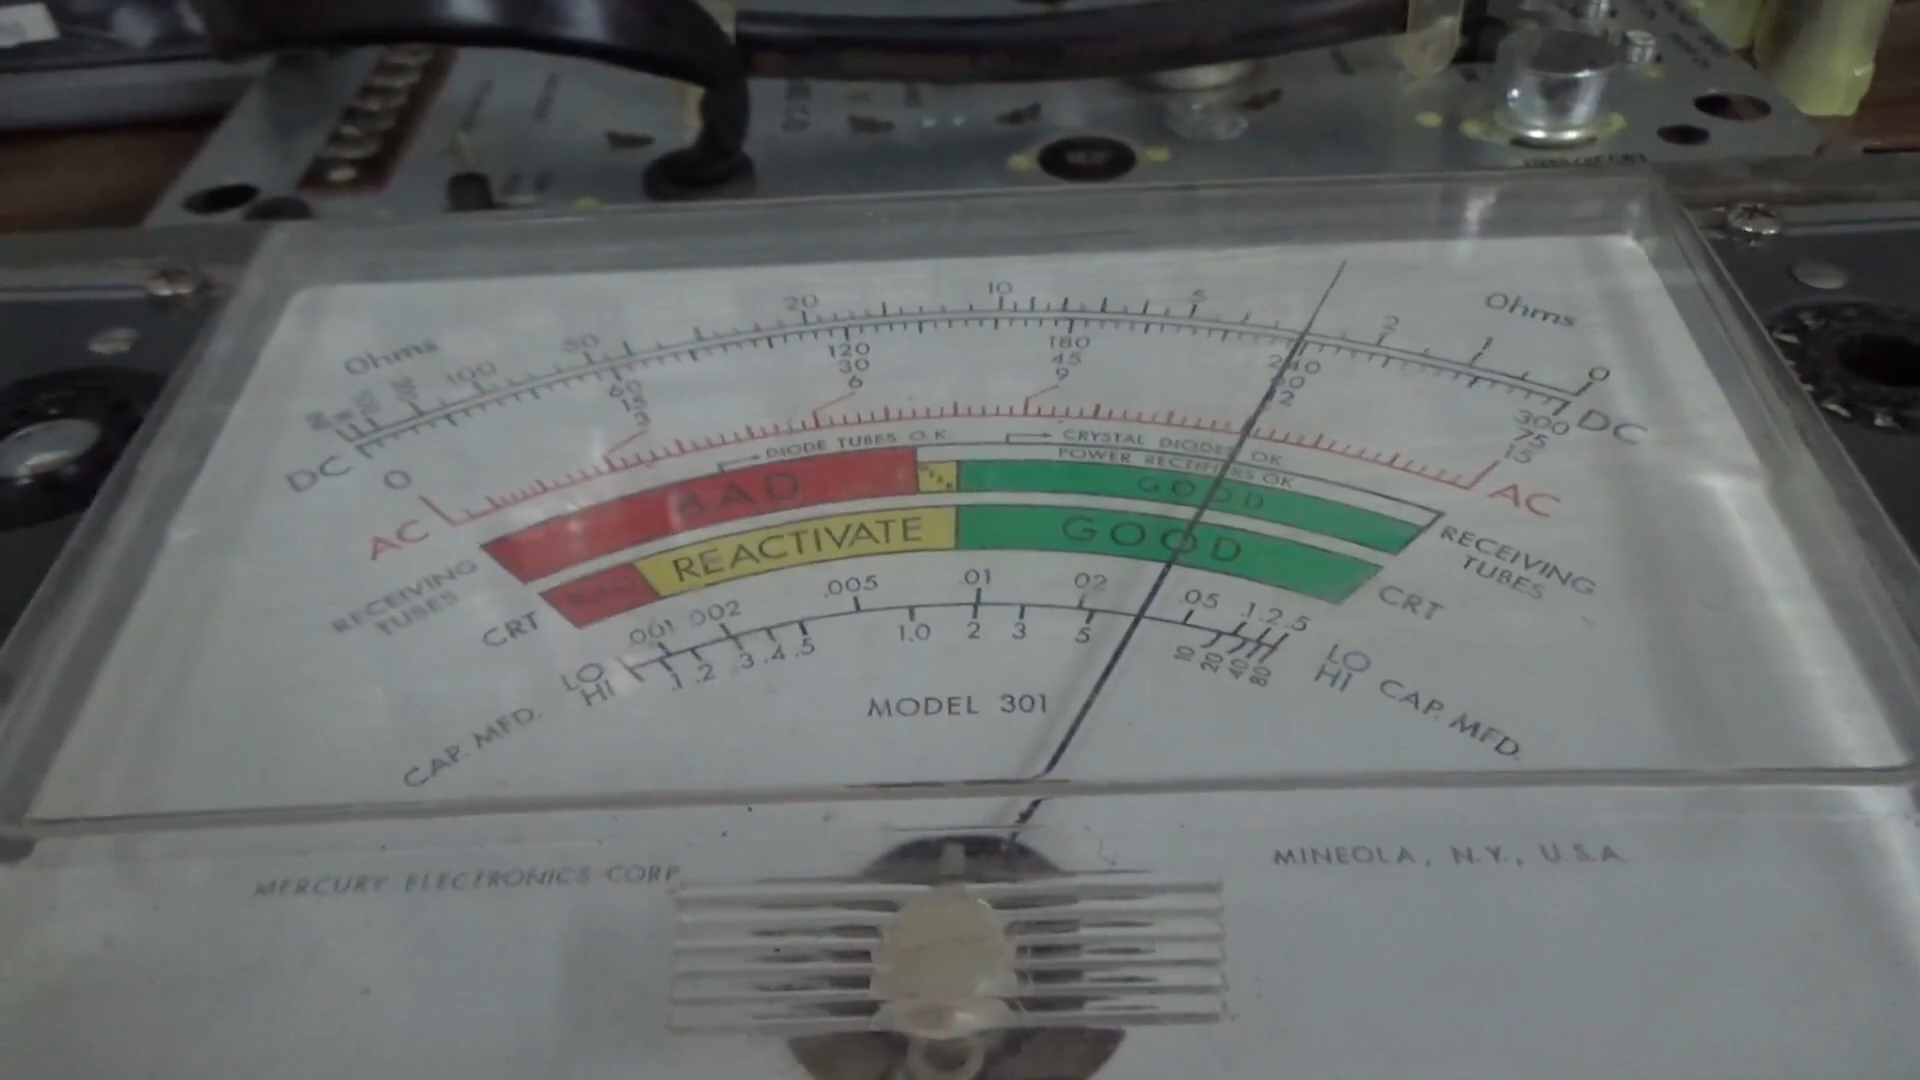 Ohms 100 50 20 10 5 2 1 0 Ohms
DC 60 120 180 240 300 DC
15 30 45 60 75
3 6 9 12 15
0
AC AC
DIODE TUBES O.K. CRYSTAL DIODES OK
POWER RECTIFIERS OK
RECEIVING TUBES BAD GOOD RECEIVING TUBES
CRT BAD REACTIVATE GOOD CRT
LO .001 .002 .005 .01 .02 .05 .1 .2 .5 LO
HI .1 .2 .3 .4 .5 1.0 2 3 5 10 20 40 80 HI
CAP. MFD. CAP. MFD.
MODEL 301
MERCURY ELECTRONICS CORP. MINEOLA, N.Y., U.S.A.